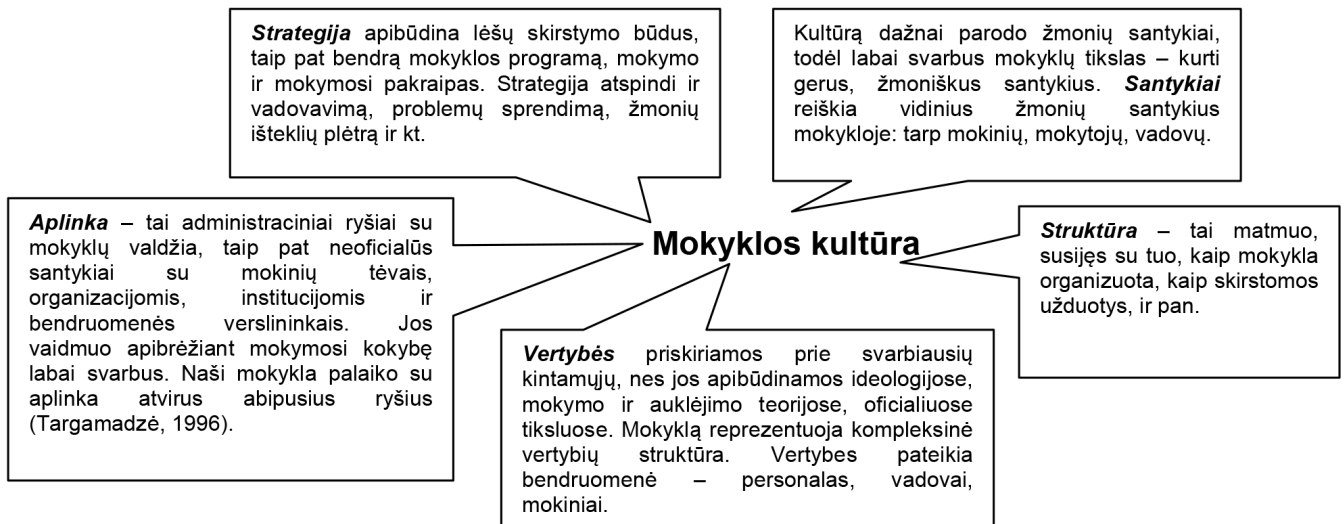 Strategija apibūdina lėšų skirstymo būdus,
taip pat bendrą mokyklos programą, mokymo
ir mokymosi pakraipas. Strategija atspindi ir
vadovavimą, problemų sprendimą, žmonių
išteklių plėtrą ir kt.
Kultūrą dažnai parodo žmonių santykiai,
todėl labai svarbus mokyklų tikslas – kurti
gerus, žmoniškus santykius. Santykiai
reiškia vidinius žmonių santykius
mokykloje: tarp mokinių, mokytojų, vadovų.
Aplinka – tai administraciniai ryšiai su
mokyklų valdžia, taip pat neoficialūs
santykiai su mokinių tėvais,
organizacijomis, institucijomis ir
bendruomenės verslininkais. Jos
vaidmuo apibrėžiant mokymosi kokybę
labai svarbus. Naši mokykla palaiko su
aplinka atvirus abipusius ryšius
(Targamadzė, 1996).
Mokyklos kultūra
Struktūra – tai matmuo,
susijęs su tuo, kaip mokykla
organizuota, kaip skirstomos
užduotys, ir pan.
Vertybės priskiriamos prie svarbiausių
kintamųjų, nes jos apibūdinamos ideologijose,
mokymo ir auklėjimo teorijose, oficialiuose
tiksluose. Mokyklą reprezentuoja kompleksinė
vertybių struktūra. Vertybes pateikia
bendruomenė – personalas, vadovai,
mokiniai.